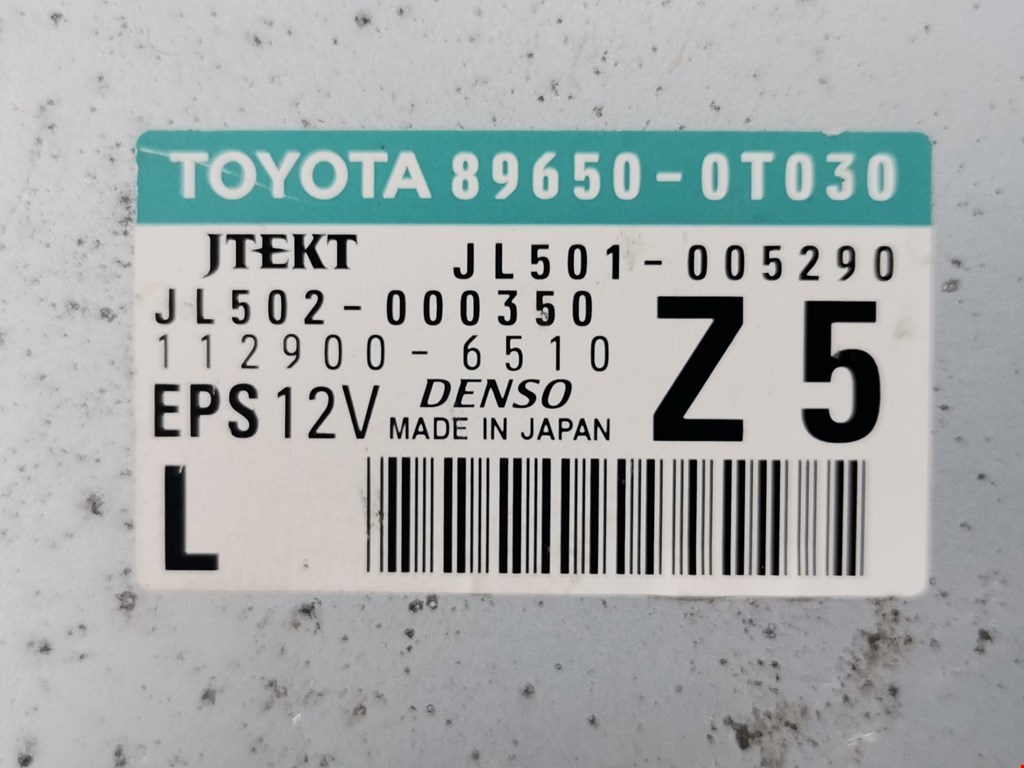 TOYOTA 89650-0T030
JTEKT JL501-005290
JL502-000350
112900-6510
Z5
EPS 12V DENSO
MADE IN JAPAN
L